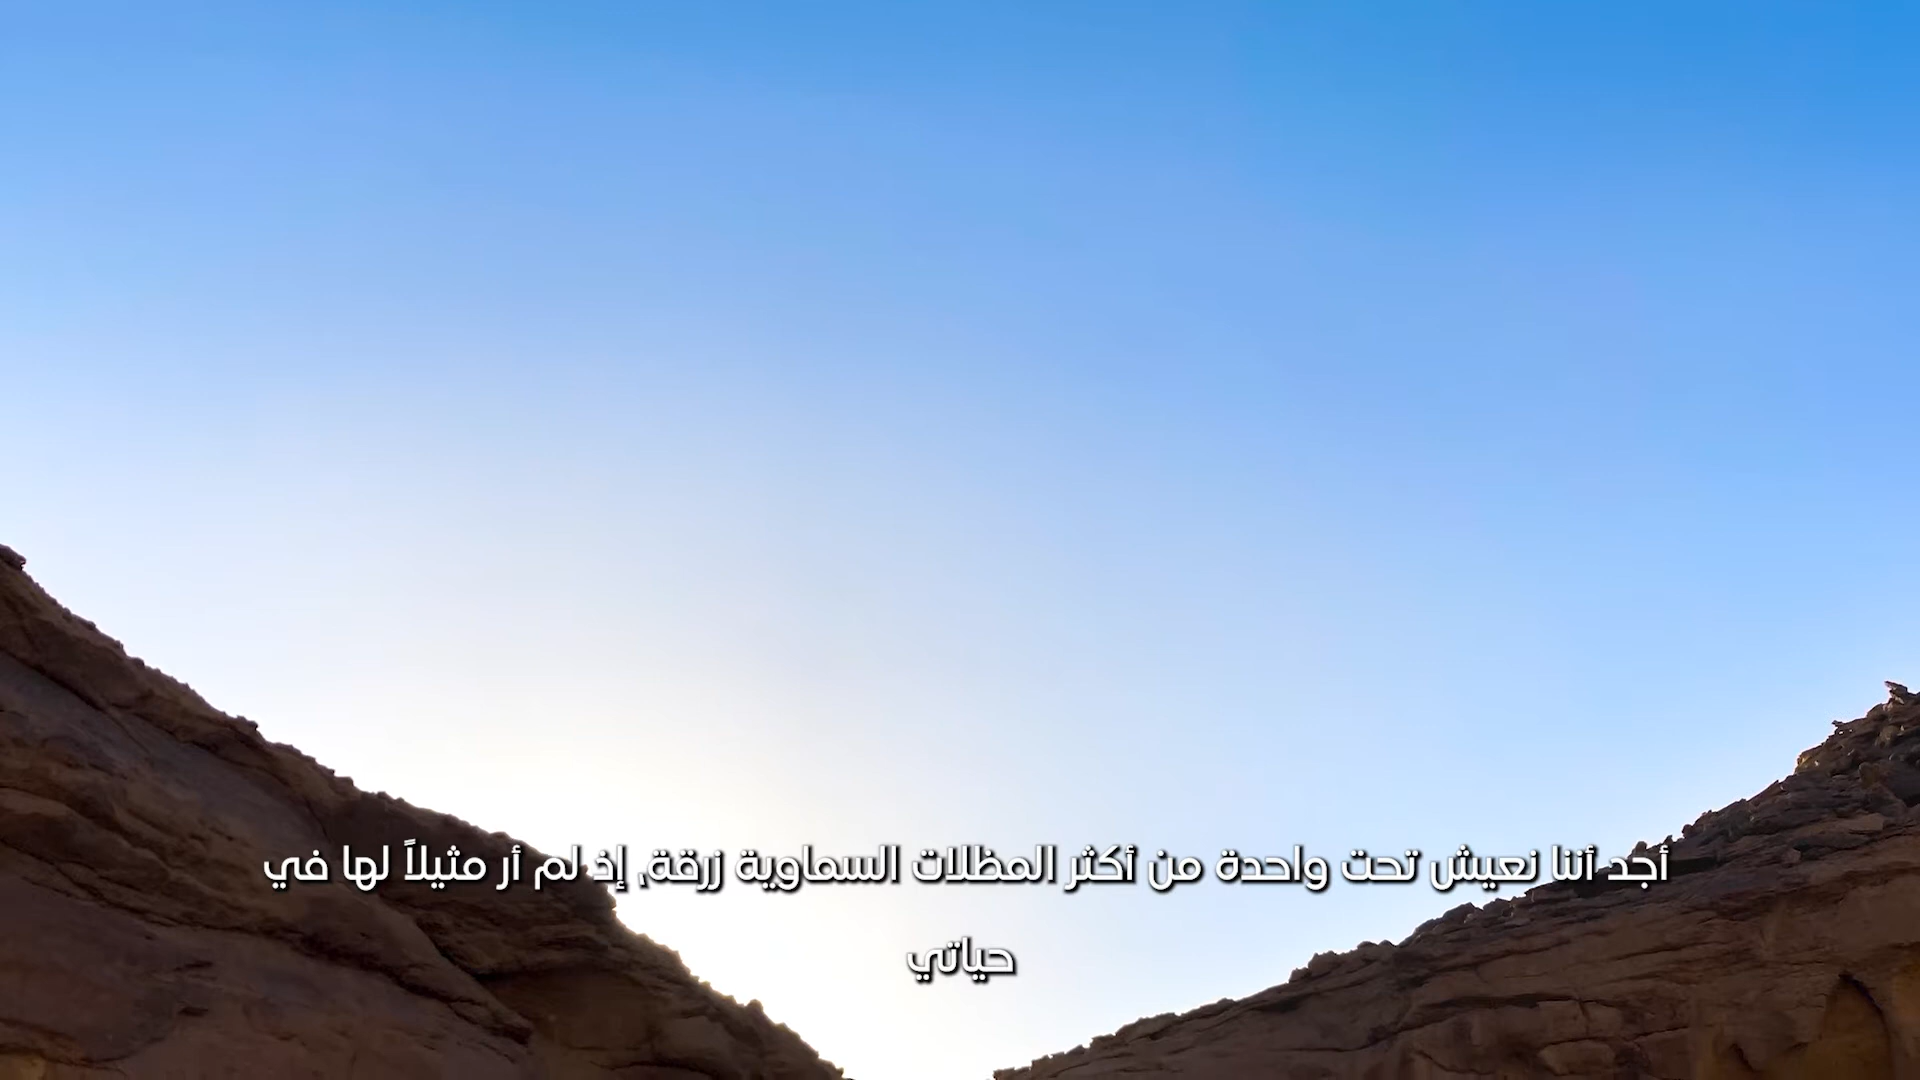 أجد أننا نعيش تحت واحدة من أكثر المظلات السماوية زرقة، إذ لم أر مثيلاً لها في
حياتي